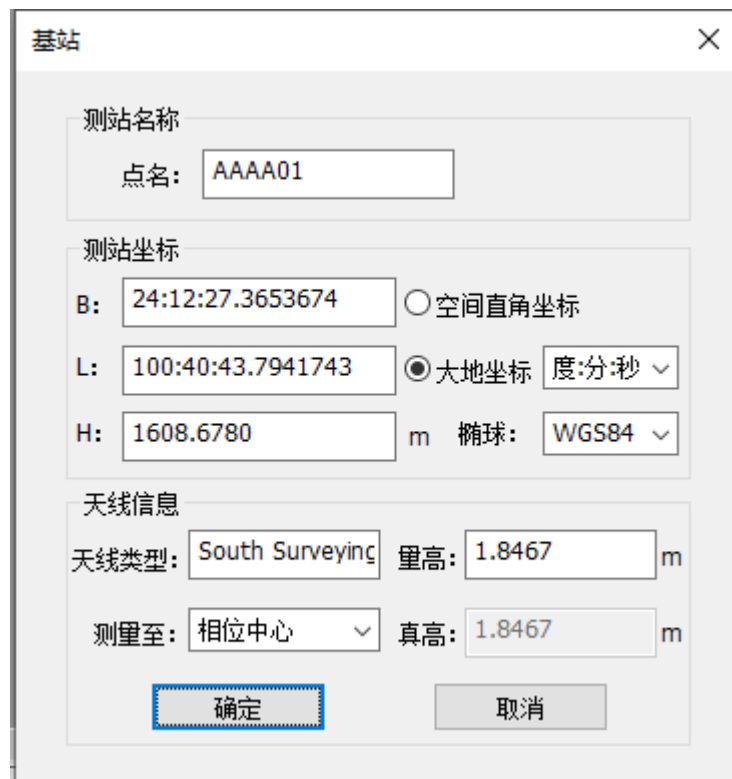 基站
测站名称
点名： AAAA01
测站坐标
B： 24:12:27.3653674 空间直角坐标
L： 100:40:43.7941743 大地坐标 度:分:秒
H： 1608.6780 m 椭球： WGS84
天线信息
天线类型： South Surveying 量高： 1.8467 m
测量至： 相位中心 真高： 1.8467 m
确定 取消